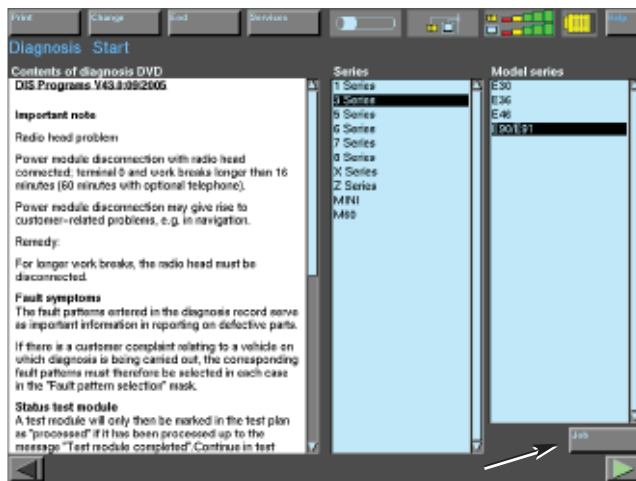 Print Change End Services Help
Diagnosis Start
Contents of diagnosis DVD
DIS Programs V43.0:09/2005
Important note
Radio head problem
Power module disconnection with radio head
connected; terminal 0 and work breaks longer than 16
minutes (60 minutes with optional telephone).
Power module disconnection may give rise to
customer-related problems, e.g. in navigation.
Remedy:
For longer work breaks, the radio head must be
disconnected.
Fault symptoms
The fault patterns entered in the diagnosis record serve
as important information in reporting on defective parts.
If there is a customer complaint relating to a vehicle on
which diagnosis is being carried out, the corresponding
fault patterns must therefore be selected in each case
in the "Fault pattern selection" mask.
Status test module
A test module will only then be marked in the test plan
as "processed" if it has been processed up to the
message "Test module completed".Continue in test
Series
1 Series
3 Series
5 Series
6 Series
7 Series
8 Series
X Series
Z Series
MINI
Model series
E30
E36
E46
E90/E91
Job